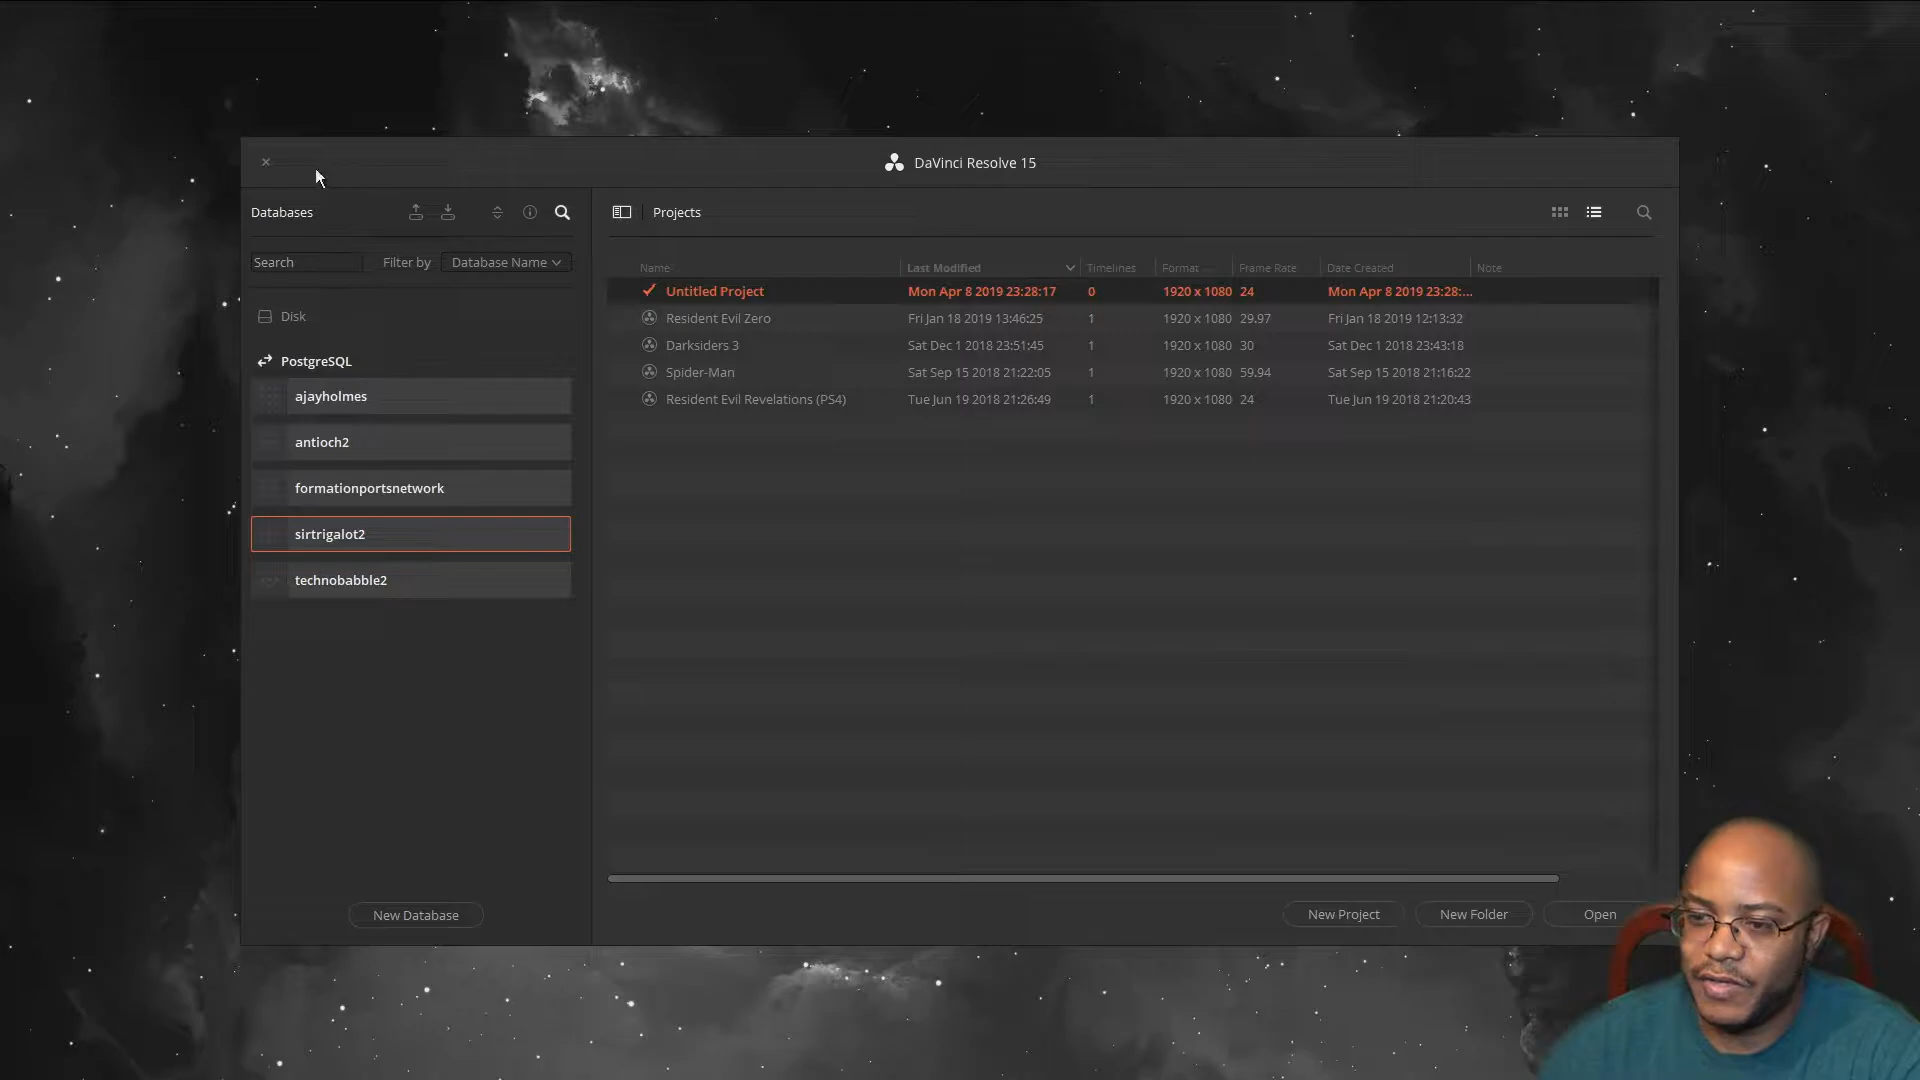 DaVinci Resolve 15
Databases
Search Filter by Database Name
Disk
PostgreSQL
ajayholmes
antioch2
formationportsnetwork
sirtrigalot2
technobabble2
New Database
Projects
Name Last Modified Timelines Format Frame Rate Date Created Note
Untitled Project Mon Apr 8 2019 23:28:17 0 1920 x 1080 24 Mon Apr 8 2019 23:28:...
Resident Evil Zero Fri Jan 18 2019 13:46:25 1 1920 x 1080 29.97 Fri Jan 18 2019 12:13:32
Darksiders 3 Sat Dec 1 2018 23:51:45 1 1920 x 1080 30 Sat Dec 1 2018 23:43:18
Spider-Man Sat Sep 15 2018 21:22:05 1 1920 x 1080 59.94 Sat Sep 15 2018 21:16:22
Resident Evil Revelations (PS4) Tue Jun 19 2018 21:26:49 1 1920 x 1080 24 Tue Jun 19 2018 21:20:43
New Project New Folder Open